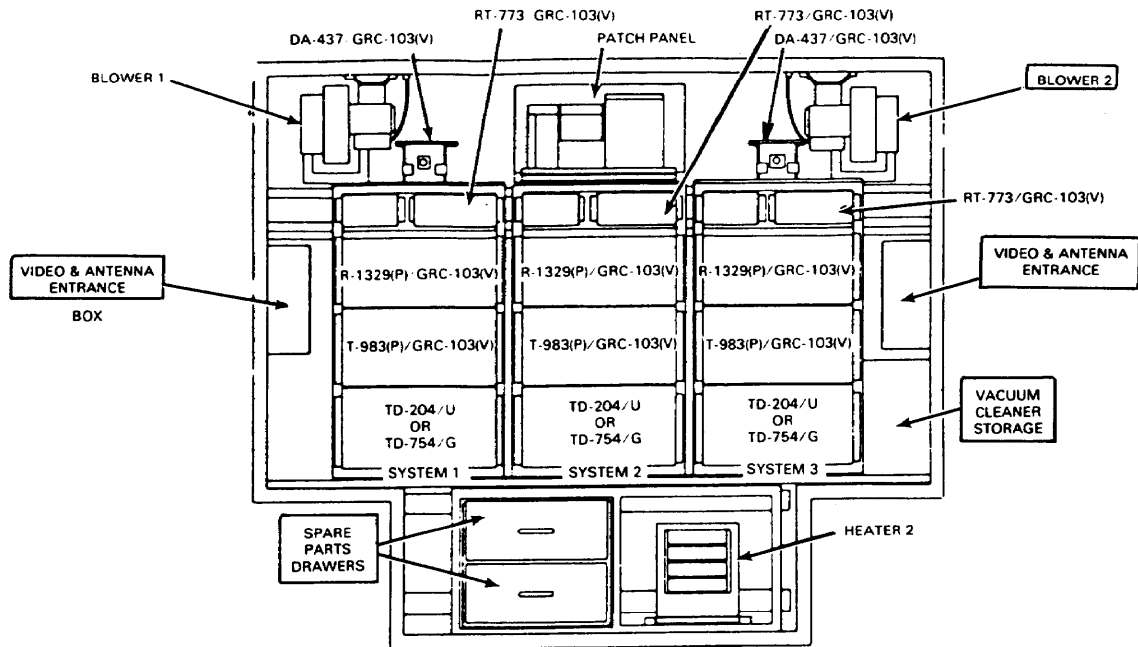 RT-773 GRC-103(V)
RT-773/GRC-103(V)
DA-437 GRC-103(V)
PATCH PANEL
DA-437/GRC-103(V)
BLOWER 1
BLOWER 2
RT-773/GRC-103(V)
VIDEO & ANTENNA
ENTRANCE
BOX
VIDEO & ANTENNA
ENTRANCE
R-1329(P) GRC-103(V)
R-1329(P)/GRC-103(V)
R-1329(P)/GRC-103(V)
T-983(P)/GRC-103(V)
T-983(P)/GRC-103(V)
T-983(P)/GRC-103(V)
TD-204/U
OR
TD-754/G
SYSTEM 1
TD-204/U
OR
TD-754/G
SYSTEM 2
TD-204/U
OR
TD-754/G
SYSTEM 3
VACUUM
CLEANER
STORAGE
SPARE
PARTS
DRAWERS
HEATER 2